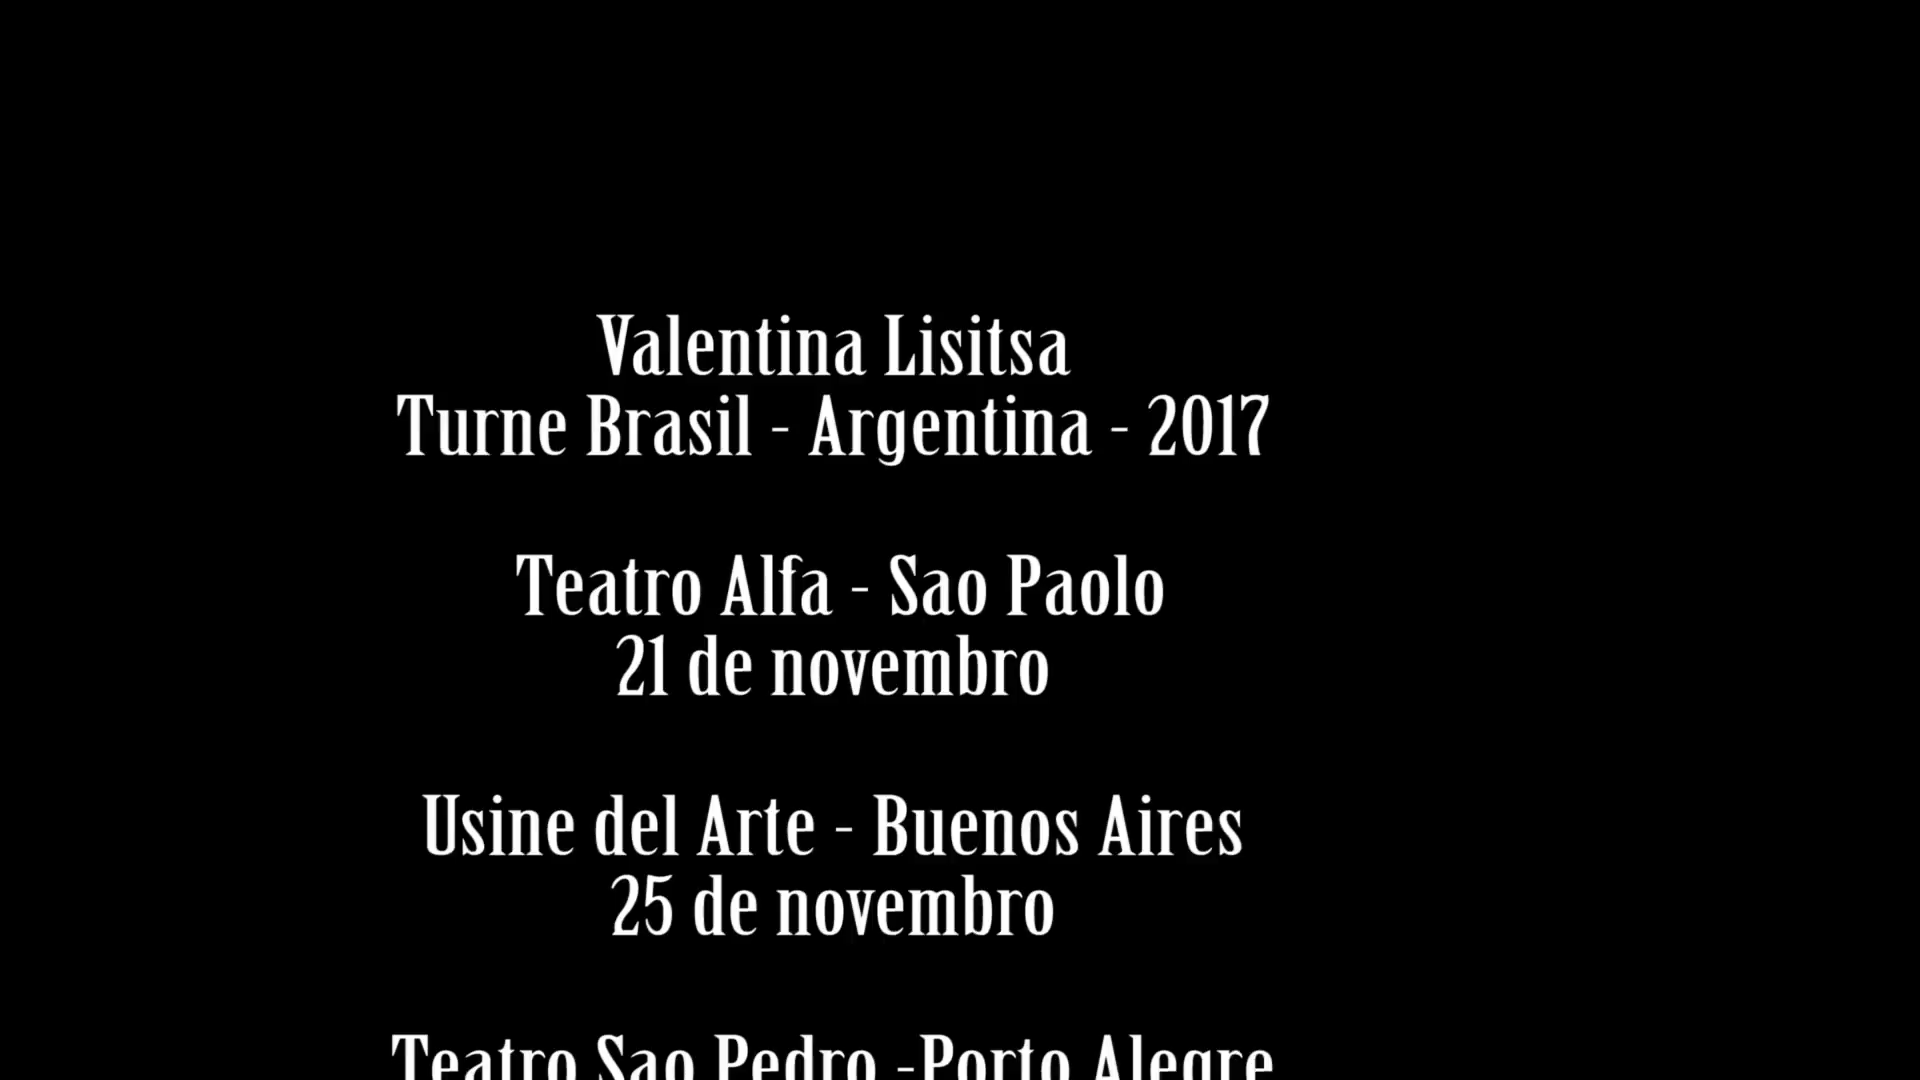 Valentina Lisitsa
Turne Brasil - Argentina - 2017
Teatro Alfa - Sao Paolo
21 de novembro
Usine del Arte - Buenos Aires
25 de novembro
Teatro Sao Pedro -Porto Alegre